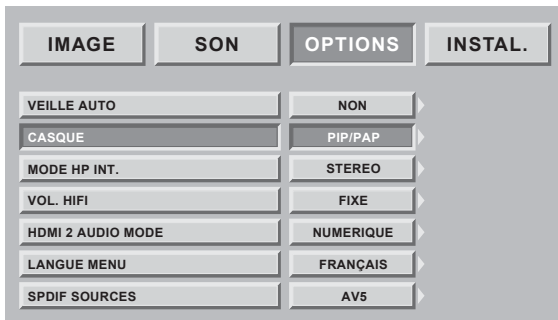 IMAGE SON OPTIONS INSTAL.
VEILLE AUTO NON
CASQUE PIP/PAP
MODE HP INT. STEREO
VOL. HIFI FIXE
HDMI 2 AUDIO MODE NUMERIQUE
LANGUE MENU FRANÇAIS
SPDIF SOURCES AV5